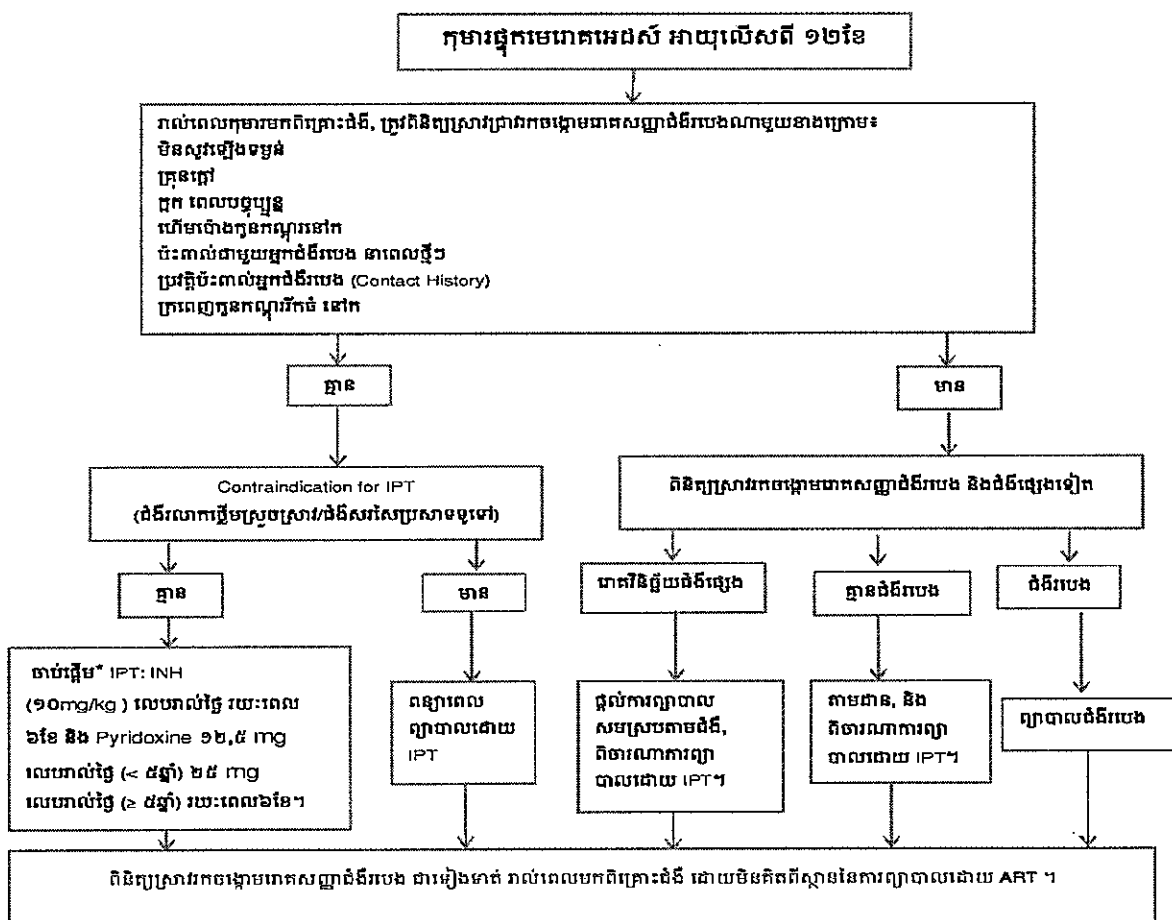 កុមារផ្ទុកមេរោគអេដស៍ អាយុលើសពី ១២ខែ
រាល់ពេលកុមារមកពិគ្រោះជំងឺ, ត្រូវពិនិត្យស្រាវជ្រាវរកចង្កោមរោគសញ្ញាជំងឺរបេងណាមួយខាងក្រោម៖
មិនសូវឡើងទម្ងន់
គ្រុនក្តៅ
ក្អក ពេលបច្ចុប្បន្ន
ហើមប៉ោងកូនកណ្តុរនៅក
ប៉ះពាល់ជាមួយអ្នកជំងឺរបេង នាពេលថ្មីៗ
ប្រវត្តិប៉ះពាល់អ្នកជំងឺរបេង (Contact History)
ក្រពេញកូនកណ្តុររីកធំ នៅក
គ្មាន
មាន
Contraindication for IPT
(ជំងឺរលាកថ្លើមស្រួចស្រាវ/ជំងឺសរសៃប្រសាទទូទៅ)
ពិនិត្យស្រាវរកចង្កោមរោគសញ្ញាជំងឺរបេង និងជំងឺផ្សេងទៀត
គ្មាន
មាន
រោគវិនិច្ឆ័យជំងឺផ្សេង
គ្មានជំងឺរបេង
ជំងឺរបេង
ចាប់ផ្តើម* IPT: INH
(១០mg/kg ) លេបរាល់ថ្ងៃ រយៈពេល
៦ខែ និង Pyridoxine ១២,៥ mg
លេបរាល់ថ្ងៃ (< ៥ឆ្នាំ) ២៥ mg
លេបរាល់ថ្ងៃ (≥ ៥ឆ្នាំ) រយៈពេល៦ខែ។
ពន្យាពេល
ព្យាបាលដោយ
IPT
ផ្តល់ការព្យាបាល
សមស្របតាមជំងឺ,
ពិចារណាការព្យា
បាលដោយ IPT។
តាមដាន, និង
ពិចារណាការព្យា
បាលដោយ IPT។
ព្យាបាលជំងឺរបេង
ពិនិត្យស្រាវរកចង្កោមរោគសញ្ញាជំងឺរបេង ជាទៀងទាត់ រាល់ពេលមកពិគ្រោះជំងឺ ដោយមិនគិតពីស្ថាននៃការព្យាបាលដោយ ART ។